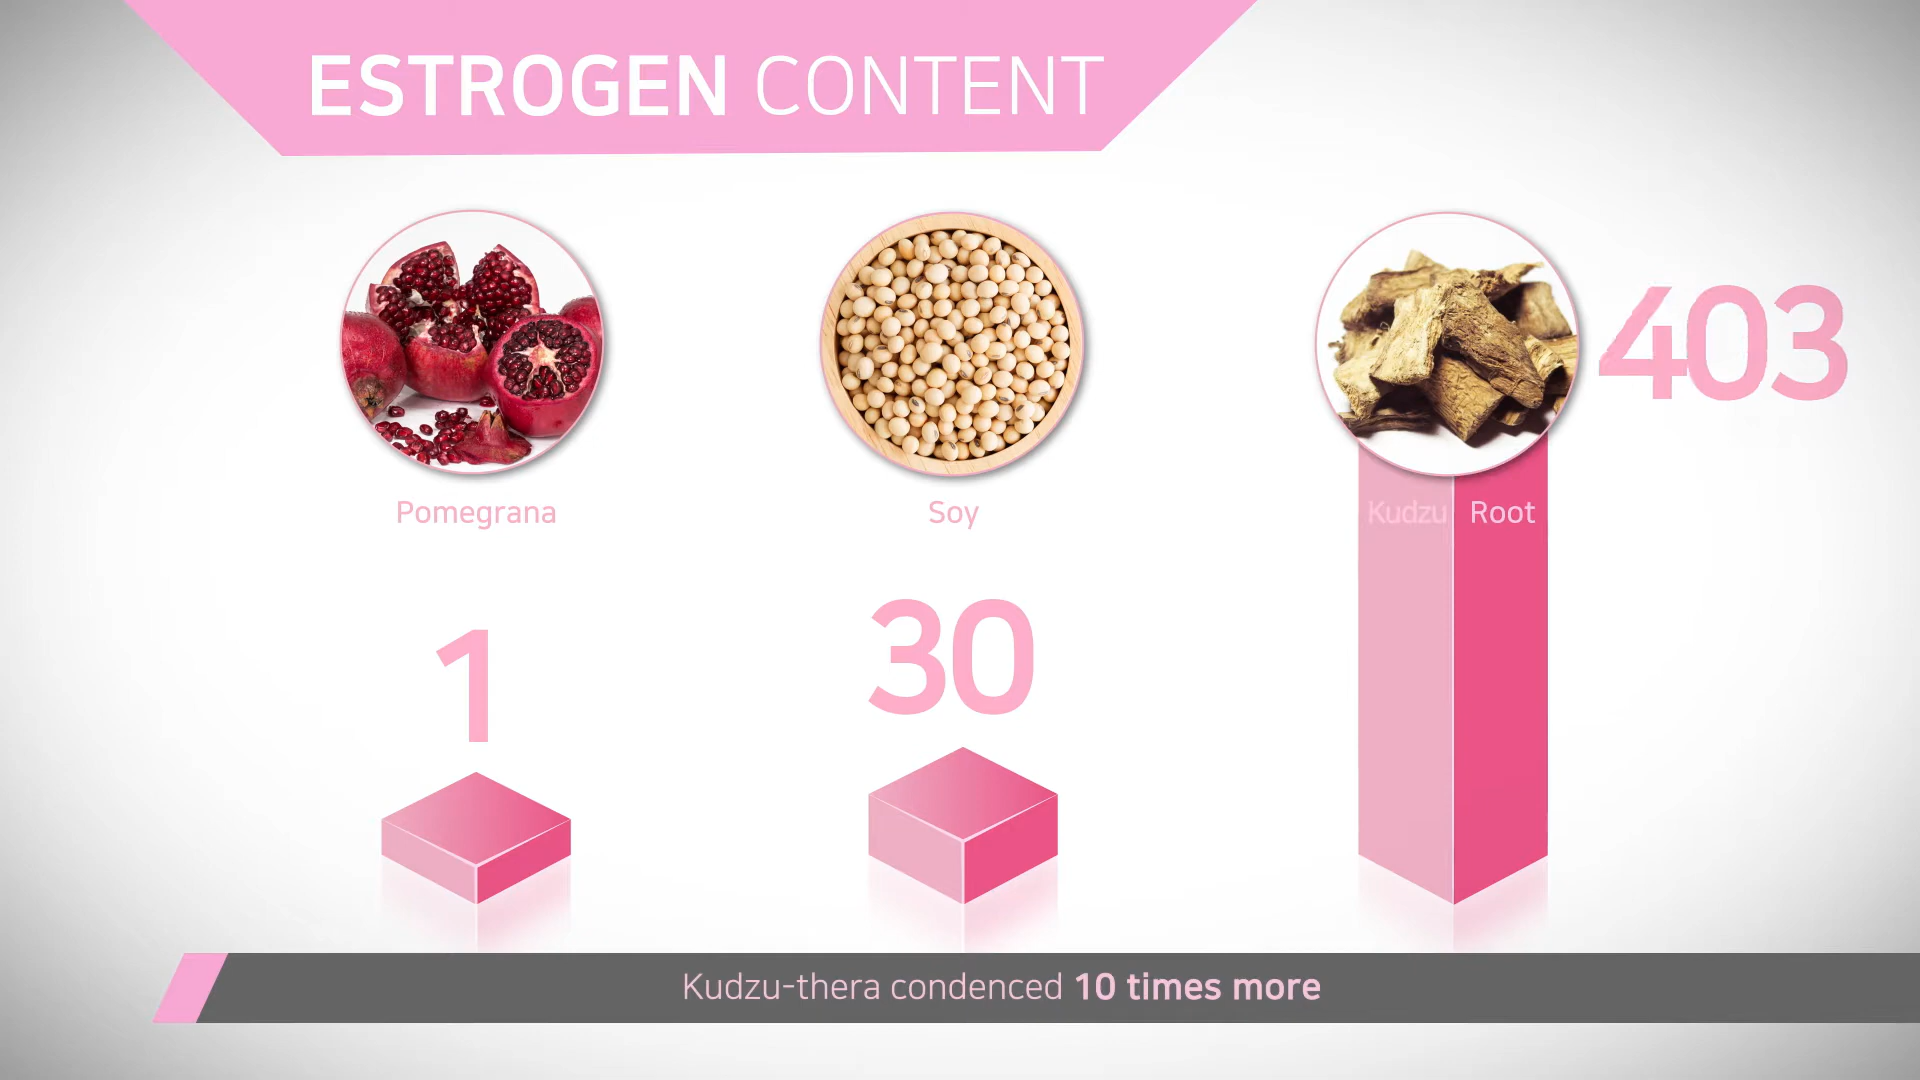 ESTROGEN CONTENT
403
Pomegrana
Soy
Kudzu Root
1
30
Kudzu-thera condenced 10 times more